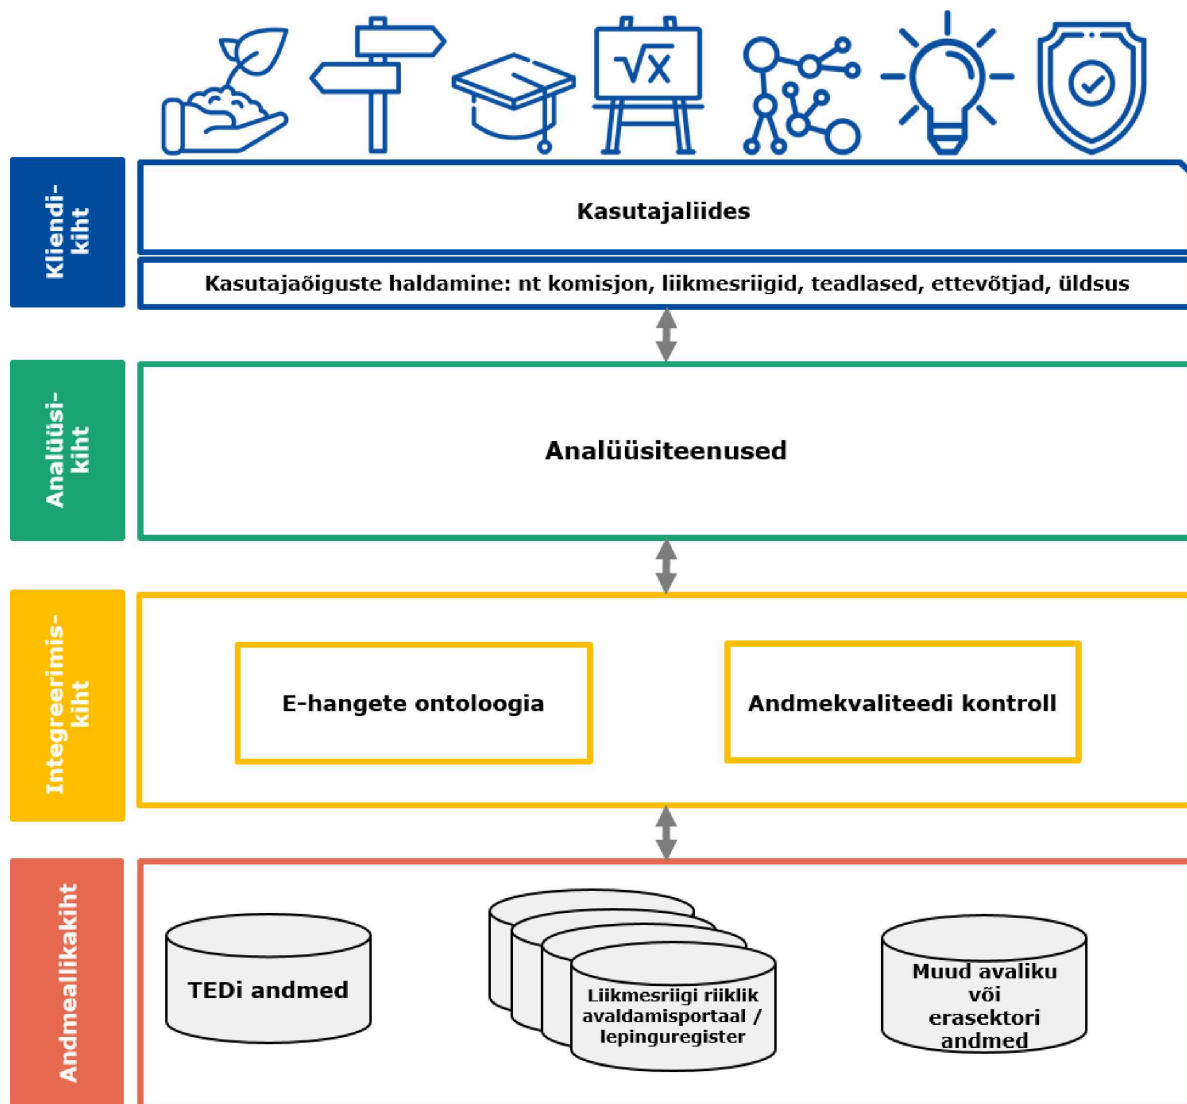 √x
Kliendi-
kiht
Kasutajaliides
Kasutajaõiguste haldamine: nt komisjon, liikmesriigid, teadlased, ettevõtjad, üldsus
Analüüsi-
kiht
Analüüsiteenused
Integreerimis-
kiht
E-hangete ontoloogia
Andmekvaliteedi kontroll
Andmeallikakiht
TEDi andmed
Liikmesriigi riiklik
avaldamisportaal /
lepinguregister
Muud avaliku
või
erasektori
andmed